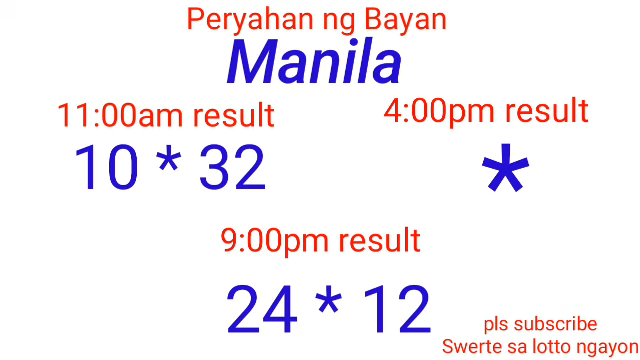 Peryahan ng Bayan
Manila
11:00am result
4:00pm result
10 * 32
*
9:00pm result
24 * 12
pls subscribe
Swerte sa lotto ngayon